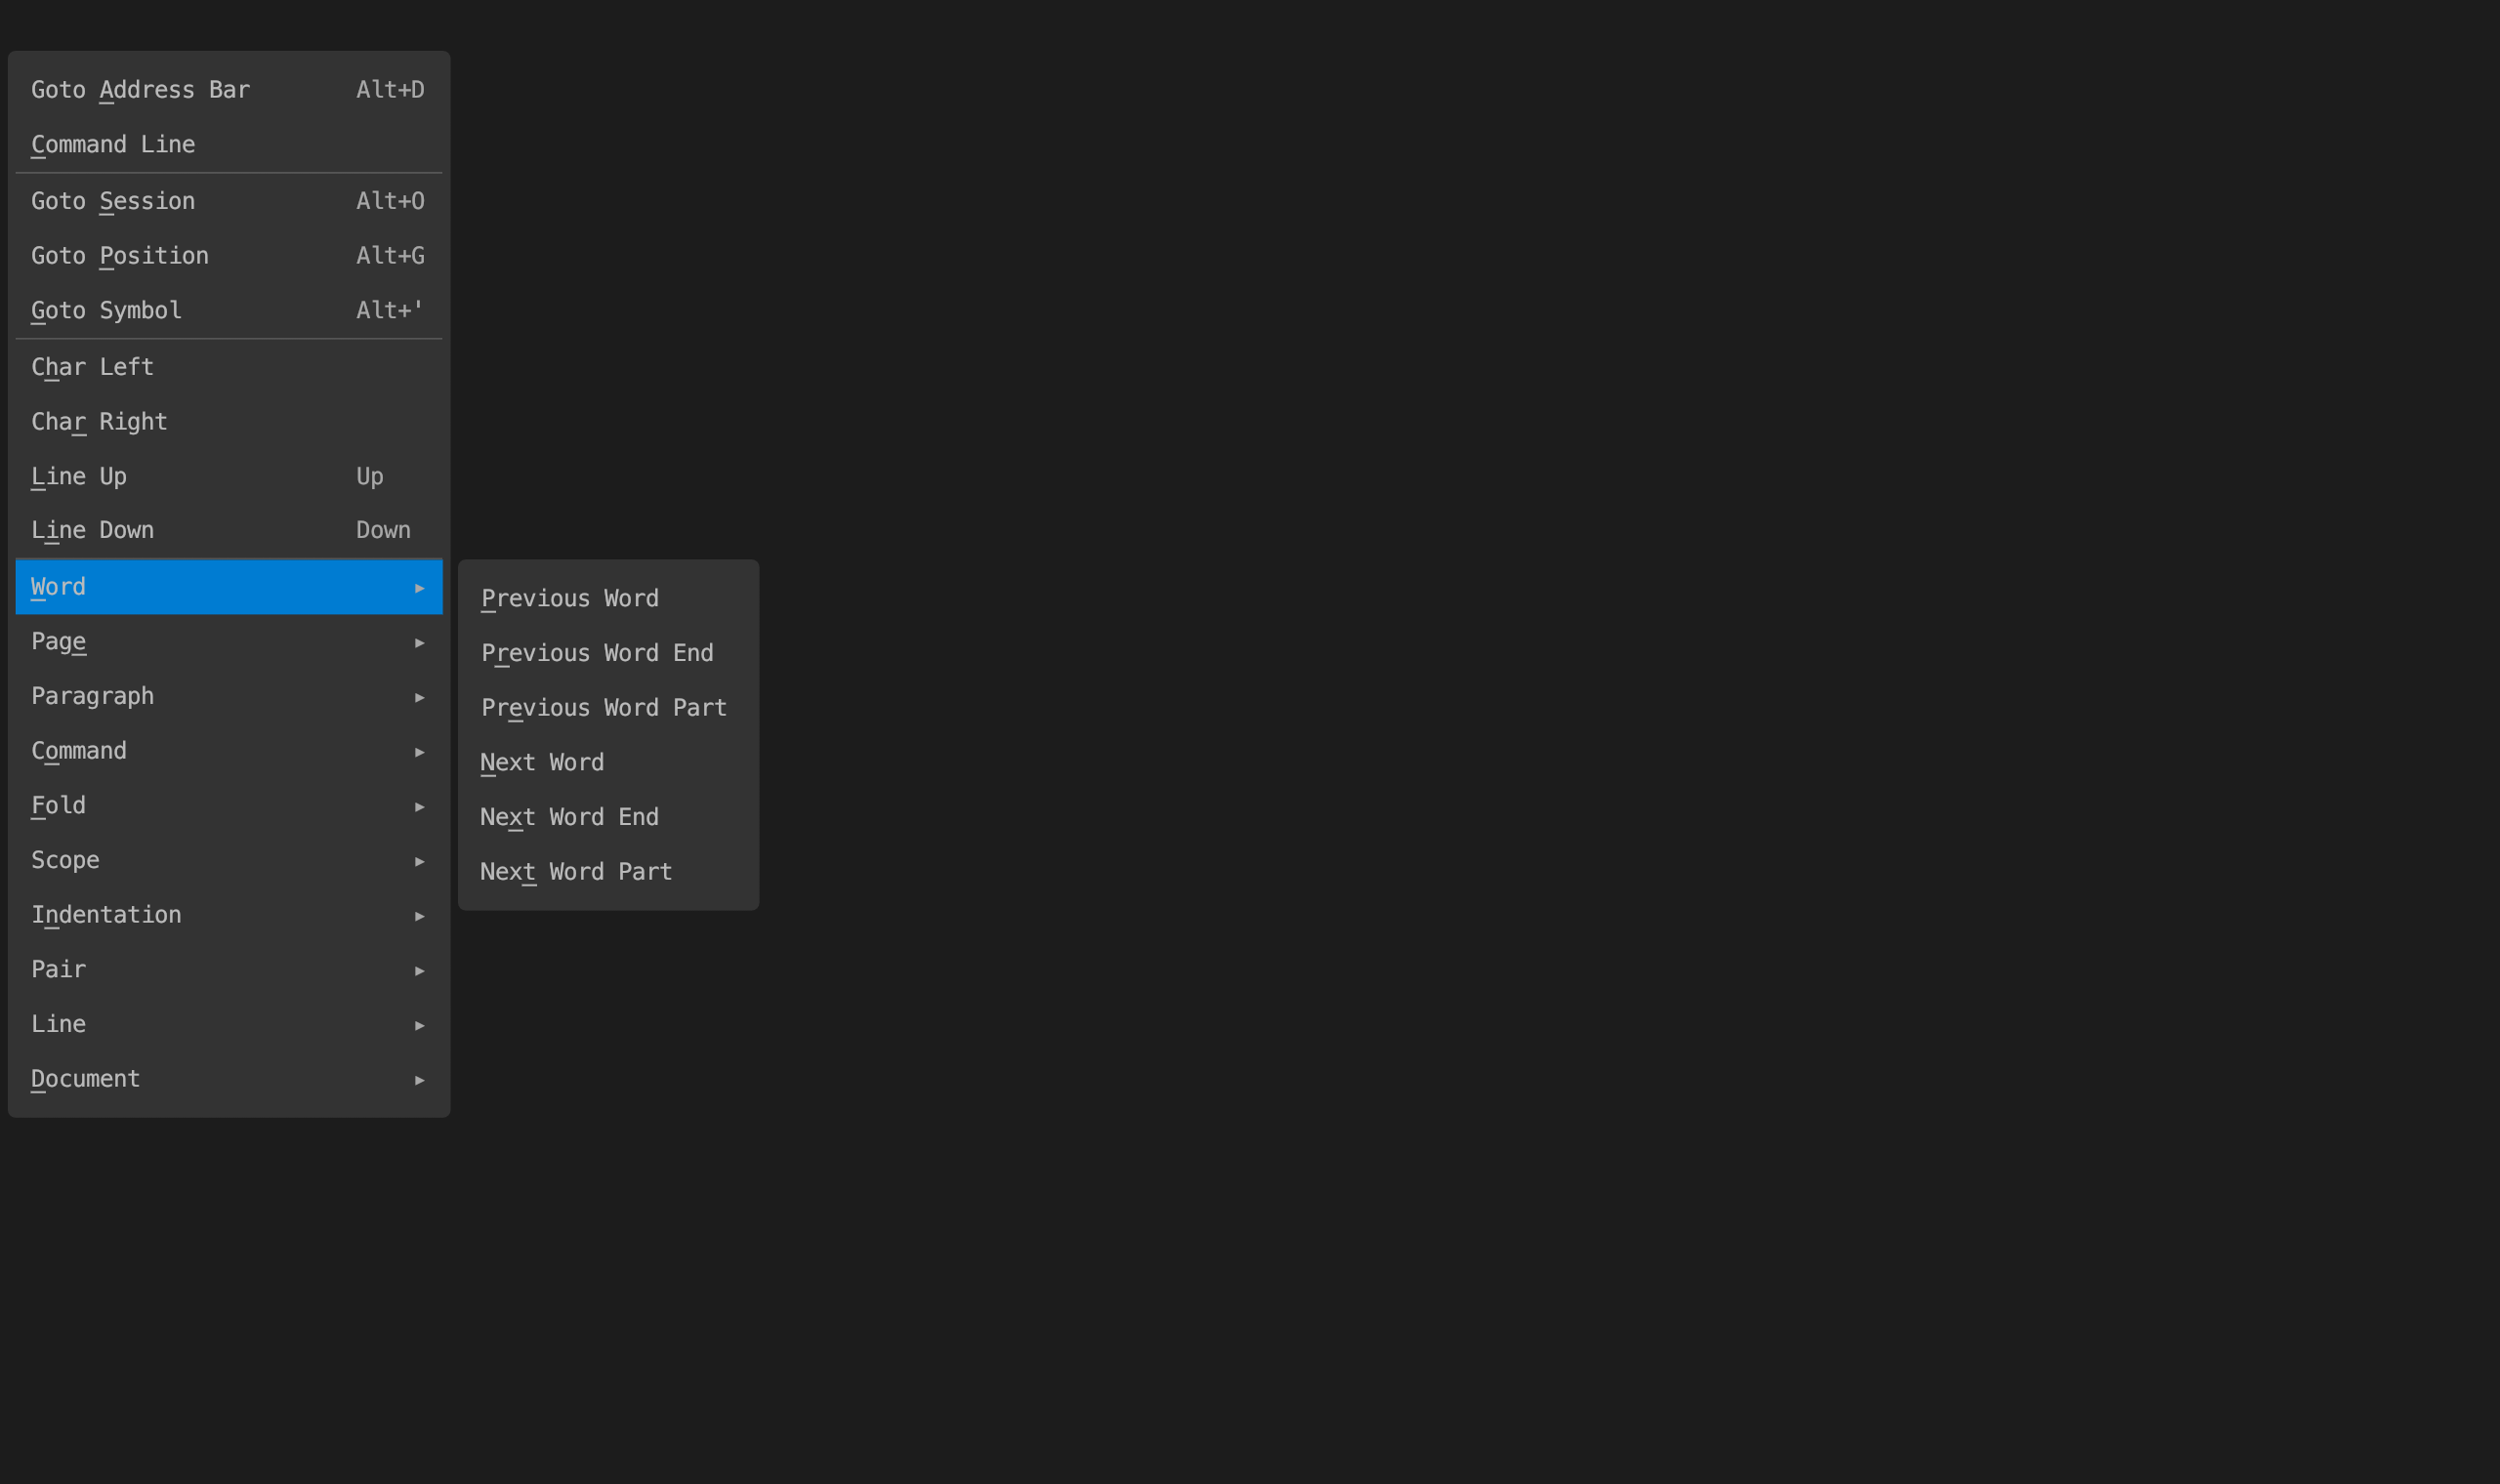 Goto Address Bar Alt+D
Command Line
Goto Session Alt+O
Goto Position Alt+G
Goto Symbol Alt+'
Char Left
Char Right
Line Up Up
Line Down Down
Word ▸
Page ▸
Paragraph ▸
Command ▸
Fold ▸
Scope ▸
Indentation ▸
Pair ▸
Line ▸
Document ▸
Previous Word
Previous Word End
Previous Word Part
Next Word
Next Word End
Next Word Part